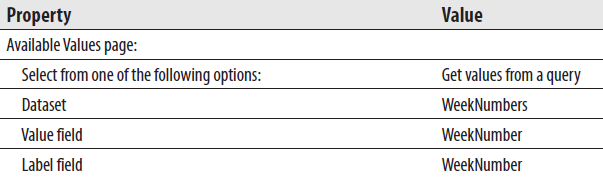 Property Value
Available Values page:
Select from one of the following options: Get values from a query
Dataset WeekNumbers
Value field WeekNumber
Label field WeekNumber